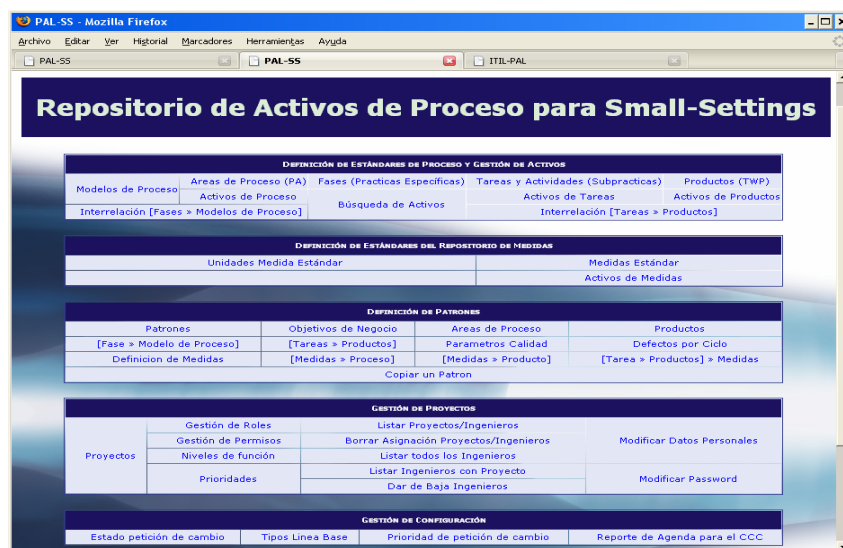 PAL-SS - Mozilla Firefox
Archivo Editar Ver Historial Marcadores Herramientas Ayuda
PAL-SS PAL-SS ITIL-PAL
Repositorio de Activos de Proceso para Small-Settings
DEFINICIÓN DE ESTÁNDARES DE PROCESO Y GESTIÓN DE ACTIVOS
Modelos de Proceso Areas de Proceso (PA) Fases (Practicas Específicas) Tareas y Actividades (Subpracticas) Productos (TWP)
Activos de Proceso Búsqueda de Activos Activos de Tareas Activos de Productos
Interrelación [Fases » Modelos de Proceso] Interrelación [Tareas » Productos]
DEFINICIÓN DE ESTÁNDARES DEL REPOSITORIO DE MEDIDAS
Unidades Medida Estándar Medidas Estándar
Activos de Medidas
DEFINICIÓN DE PATRONES
Patrones Objetivos de Negocio Areas de Proceso Productos
[Fase » Modelo de Proceso] [Tareas » Productos] Parametros Calidad Defectos por Ciclo
Definicion de Medidas [Medidas » Proceso] [Medidas » Producto] [Tarea » Productos] » Medidas
Copiar un Patron
GESTIÓN DE PROYECTOS
Proyectos Gestión de Roles Listar Proyectos/Ingenieros Modificar Datos Personales
Gestión de Permisos Borrar Asignación Proyectos/Ingenieros
Niveles de función Listar todos los Ingenieros
Prioridades Listar Ingenieros con Proyecto Modificar Password
Dar de Baja Ingenieros
GESTIÓN DE CONFIGURACIÓN
Estado petición de cambio Tipos Linea Base Prioridad de petición de cambio Reporte de Agenda para el CCC